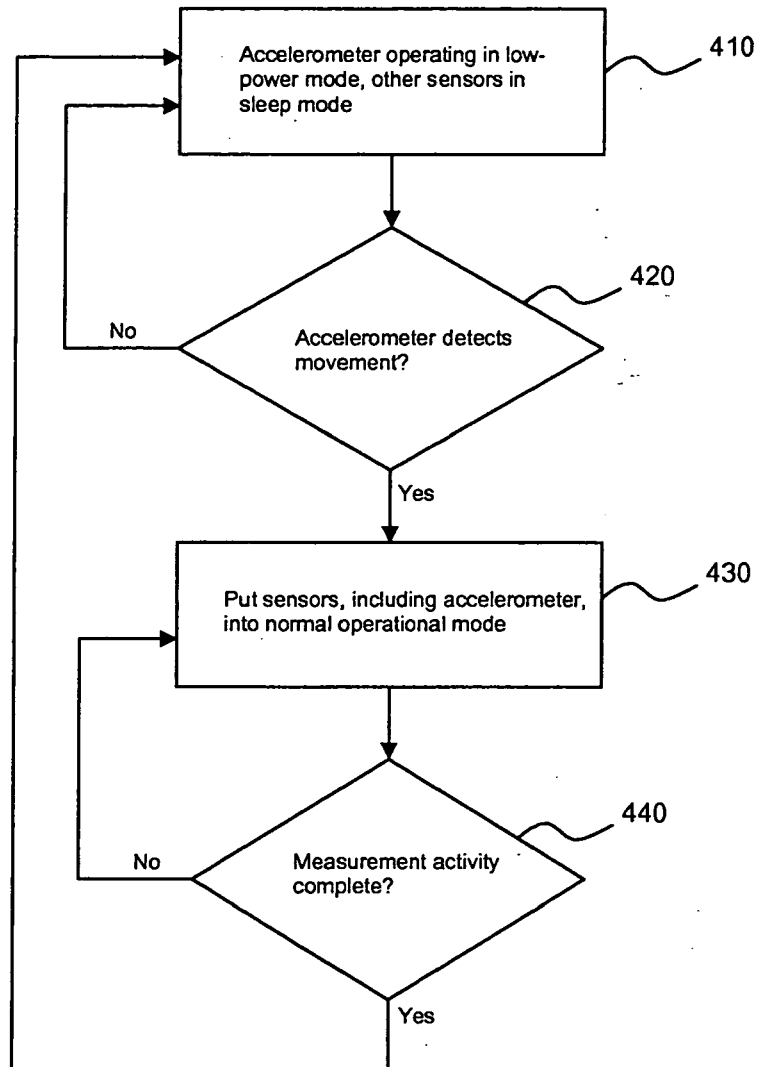 Accelerometer operating in low-
power mode, other sensors in
sleep mode
410
420
No
Accelerometer detects
movement?
Yes
430
Put sensors, including accelerometer,
into normal operational mode
440
No
Measurement activity
complete?
Yes